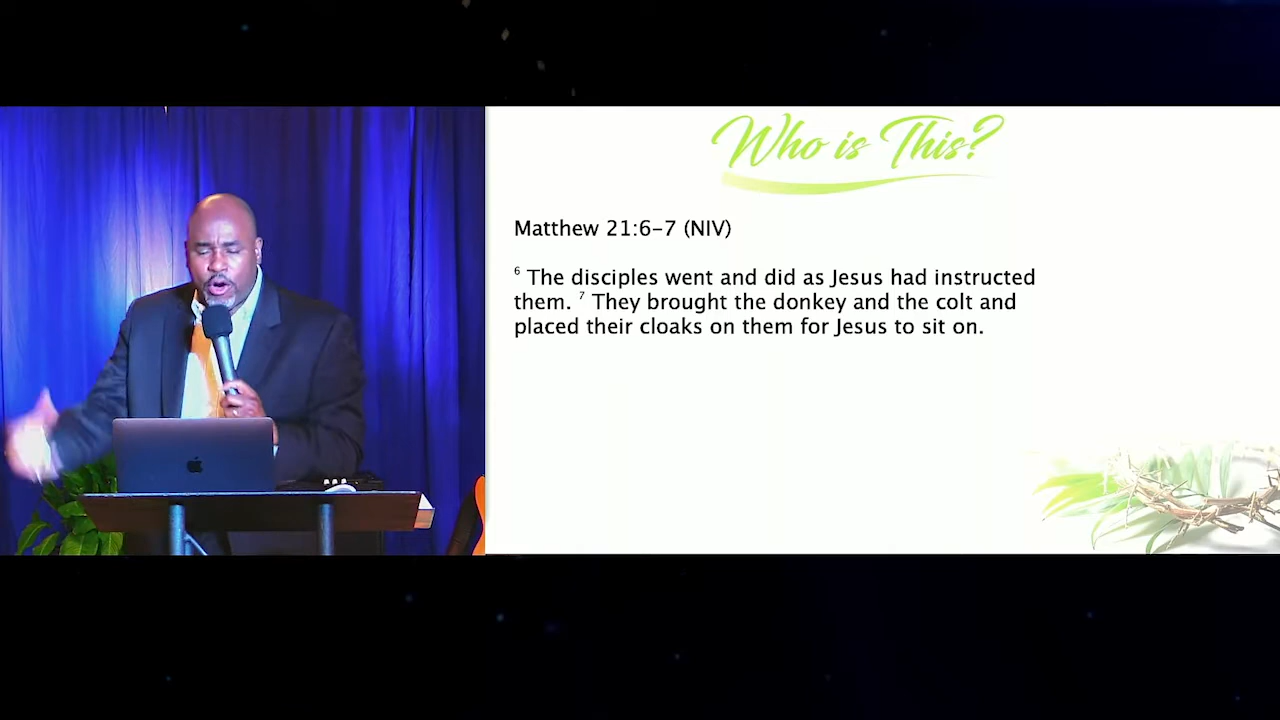 Who is This?
Matthew 21:6-7 (NIV)
6 The disciples went and did as Jesus had instructed
them. 7 They brought the donkey and the colt and
placed their cloaks on them for Jesus to sit on.